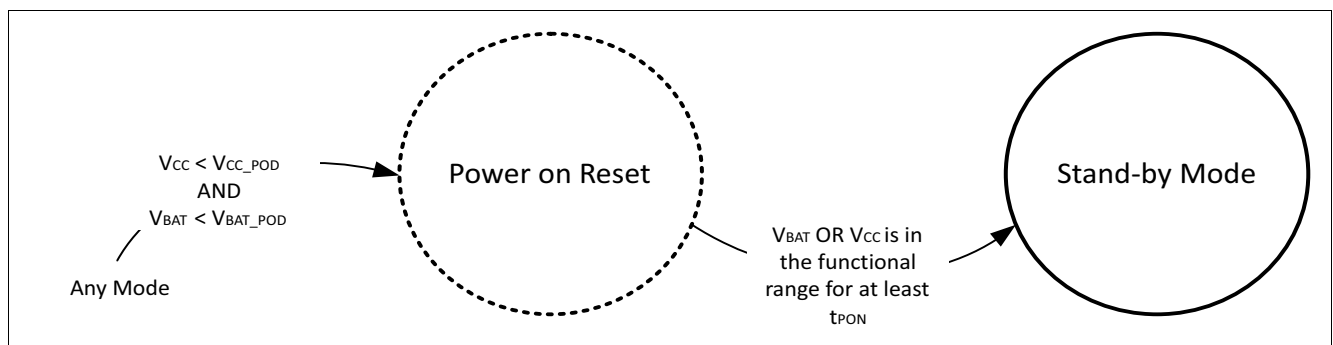 VCC < VCC_POD
AND
VBAT < VBAT_POD
Any Mode
Power on Reset
VBAT OR VCC is in
the functional
range for at least
tPON
Stand-by Mode